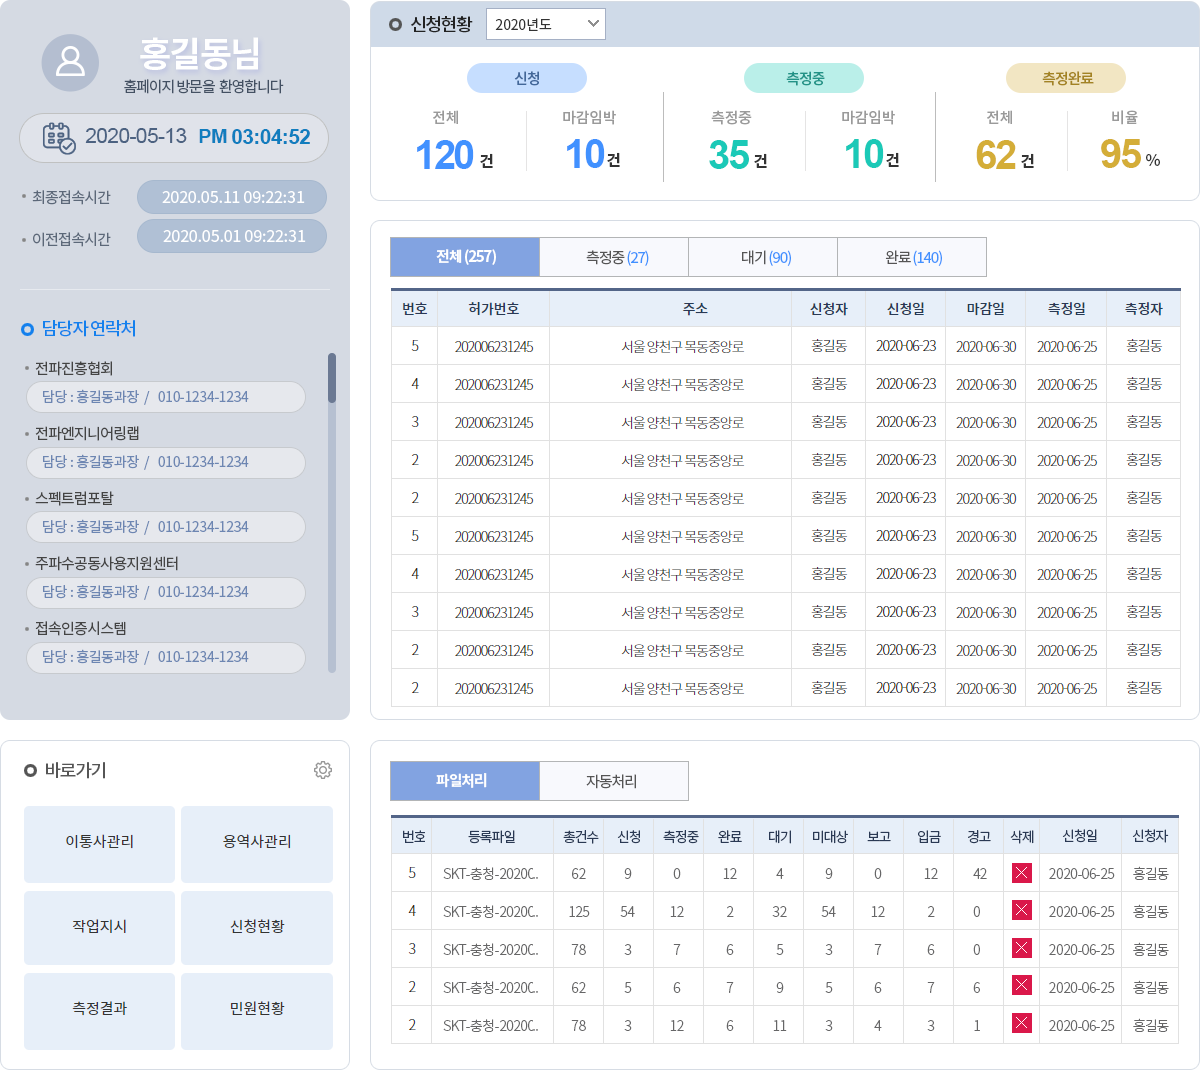 홍길동님
홈페이지 방문을 환영합니다
2020-05-13 PM 03:04:52
• 최종접속시간 2020.05.11 09:22:31
• 이전접속시간 2020.05.01 09:22:31
담당자 연락처
• 전파진흥협회
담당 : 홍길동과장 / 010-1234-1234
• 전파엔지니어링랩
담당 : 홍길동과장 / 010-1234-1234
• 스펙트럼포탈
담당 : 홍길동과장 / 010-1234-1234
• 주파수공동사용지원센터
담당 : 홍길동과장 / 010-1234-1234
• 접속인증시스템
담당 : 홍길동과장 / 010-1234-1234
신청현황 2020년도
신청
전체 마감임박
120 건 10 건
측정중
측정중 마감임박
35 건 10 건
측정완료
전체 비율
62 건 95 %
전체 (257) 측정중 (27) 대기 (90) 완료 (140)
번호 허가번호 주소 신청자 신청일 마감일 측정일 측정자
5 202006231245 서울 양천구 목동중앙로 홍길동 2020-06-23 2020-06-30 2020-06-25 홍길동
4 202006231245 서울 양천구 목동중앙로 홍길동 2020-06-23 2020-06-30 2020-06-25 홍길동
3 202006231245 서울 양천구 목동중앙로 홍길동 2020-06-23 2020-06-30 2020-06-25 홍길동
2 202006231245 서울 양천구 목동중앙로 홍길동 2020-06-23 2020-06-30 2020-06-25 홍길동
2 202006231245 서울 양천구 목동중앙로 홍길동 2020-06-23 2020-06-30 2020-06-25 홍길동
5 202006231245 서울 양천구 목동중앙로 홍길동 2020-06-23 2020-06-30 2020-06-25 홍길동
4 202006231245 서울 양천구 목동중앙로 홍길동 2020-06-23 2020-06-30 2020-06-25 홍길동
3 202006231245 서울 양천구 목동중앙로 홍길동 2020-06-23 2020-06-30 2020-06-25 홍길동
2 202006231245 서울 양천구 목동중앙로 홍길동 2020-06-23 2020-06-30 2020-06-25 홍길동
2 202006231245 서울 양천구 목동중앙로 홍길동 2020-06-23 2020-06-30 2020-06-25 홍길동
바로가기
이통사관리 용역사관리
작업지시 신청현황
측정결과 민원현황
파일처리 자동처리
번호 등록파일 총건수 신청 측정중 완료 대기 미대상 보고 입금 경고 삭제 신청일 신청자
5 SKT-충청-2020C.. 62 9 0 12 4 9 0 12 42 2020-06-25 홍길동
4 SKT-충청-2020C.. 125 54 12 2 32 54 12 2 0 2020-06-25 홍길동
3 SKT-충청-2020C.. 78 3 7 6 5 3 7 6 0 2020-06-25 홍길동
2 SKT-충청-2020C.. 62 5 6 7 9 5 6 7 6 2020-06-25 홍길동
2 SKT-충청-2020C.. 78 3 12 6 11 3 4 3 1 2020-06-25 홍길동